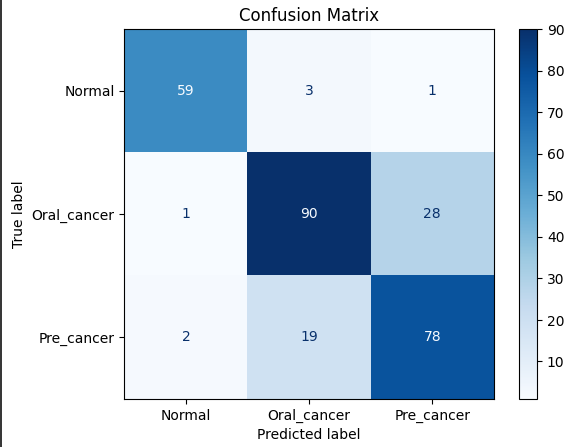 Confusion Matrix
Normal 59 3 1
Oral_cancer 1 90 28
Pre_cancer 2 19 78
True label
Normal Oral_cancer Pre_cancer
Predicted label
90
80
70
60
50
40
30
20
10